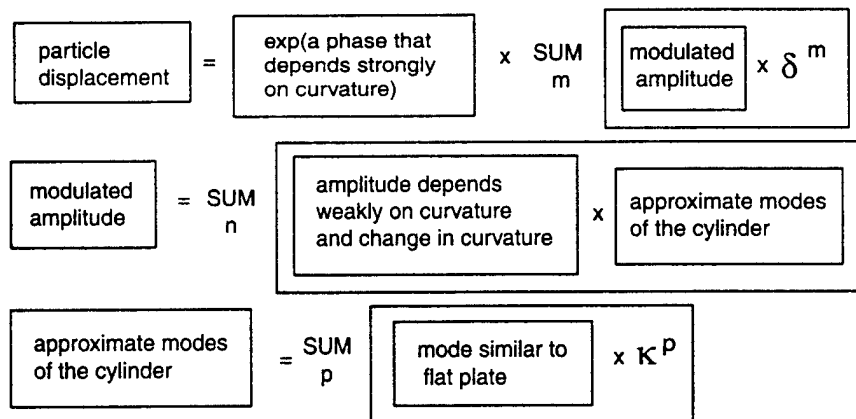 particle
displacement
=
exp(a phase that
depends strongly
on curvature)
x SUM
m
modulated
amplitude
x δ m
modulated
amplitude
= SUM
n
amplitude depends
weakly on curvature
and change in curvature
x
approximate modes
of the cylinder
approximate modes
of the cylinder
= SUM
p
mode similar to
flat plate
x κ p